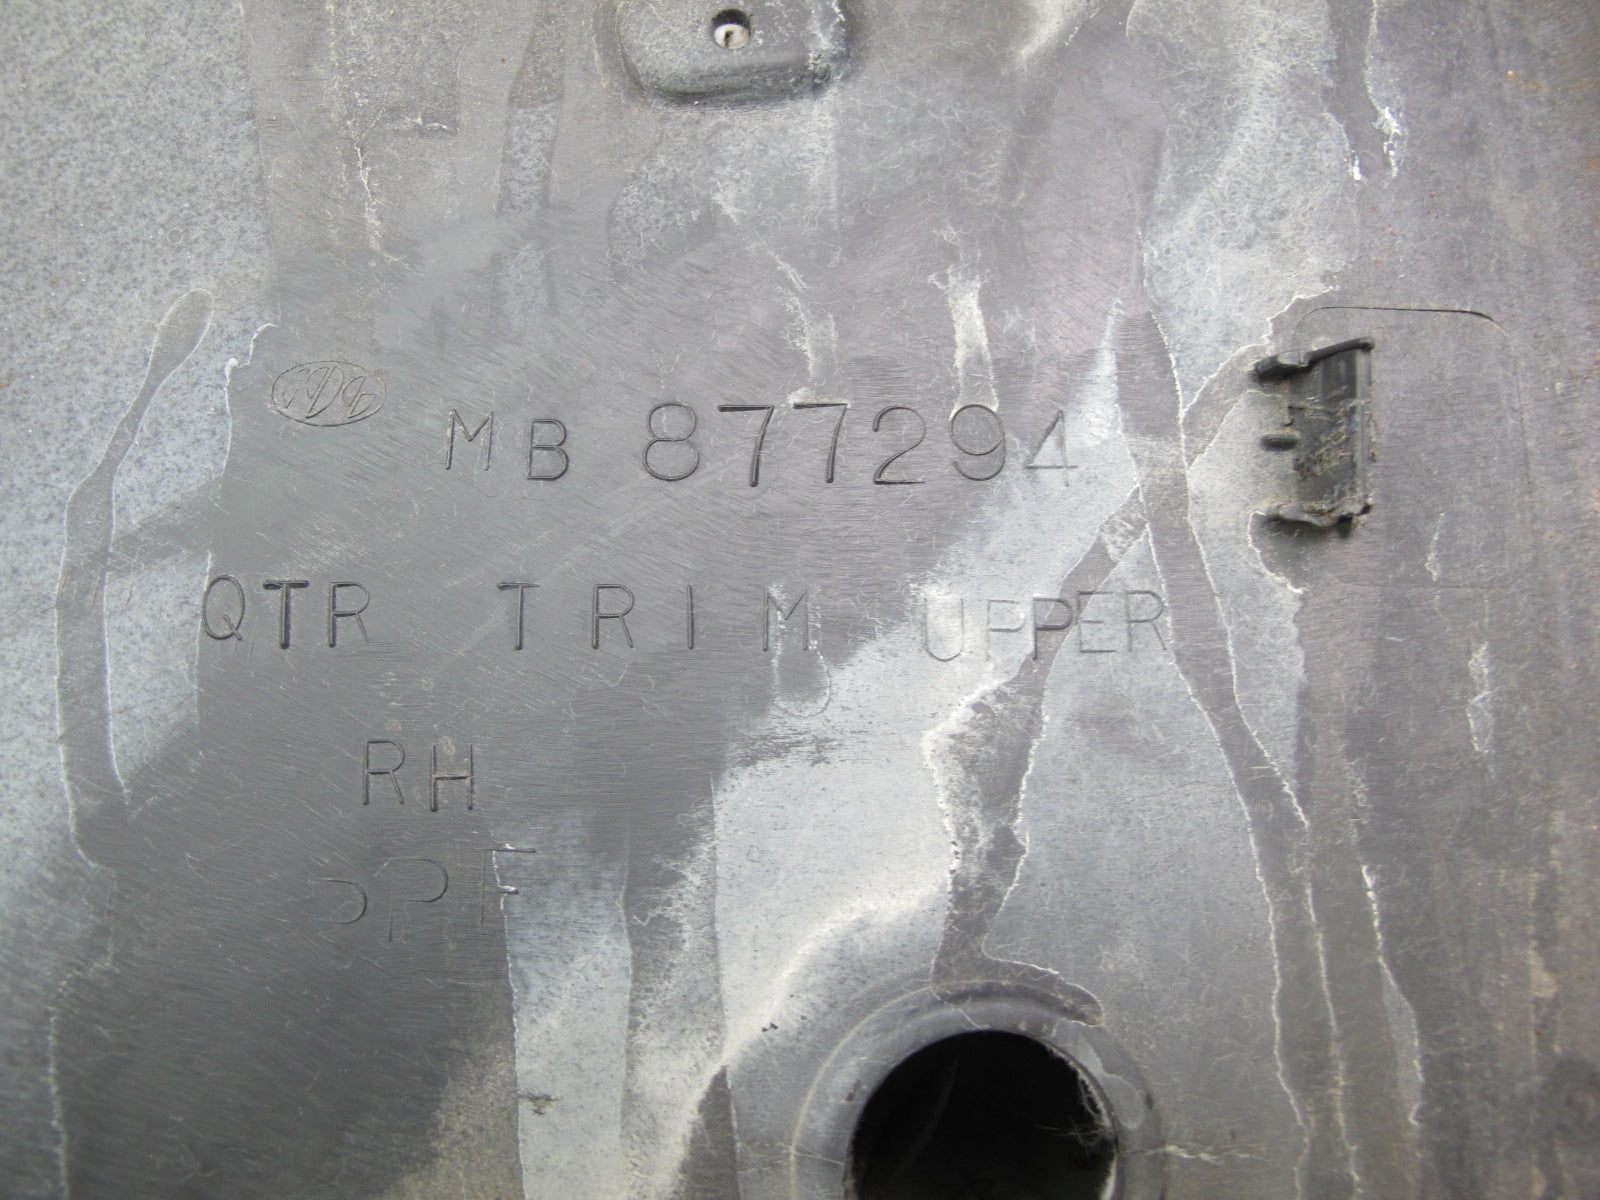 MB 877294
QTR TRIM UPPER
RH